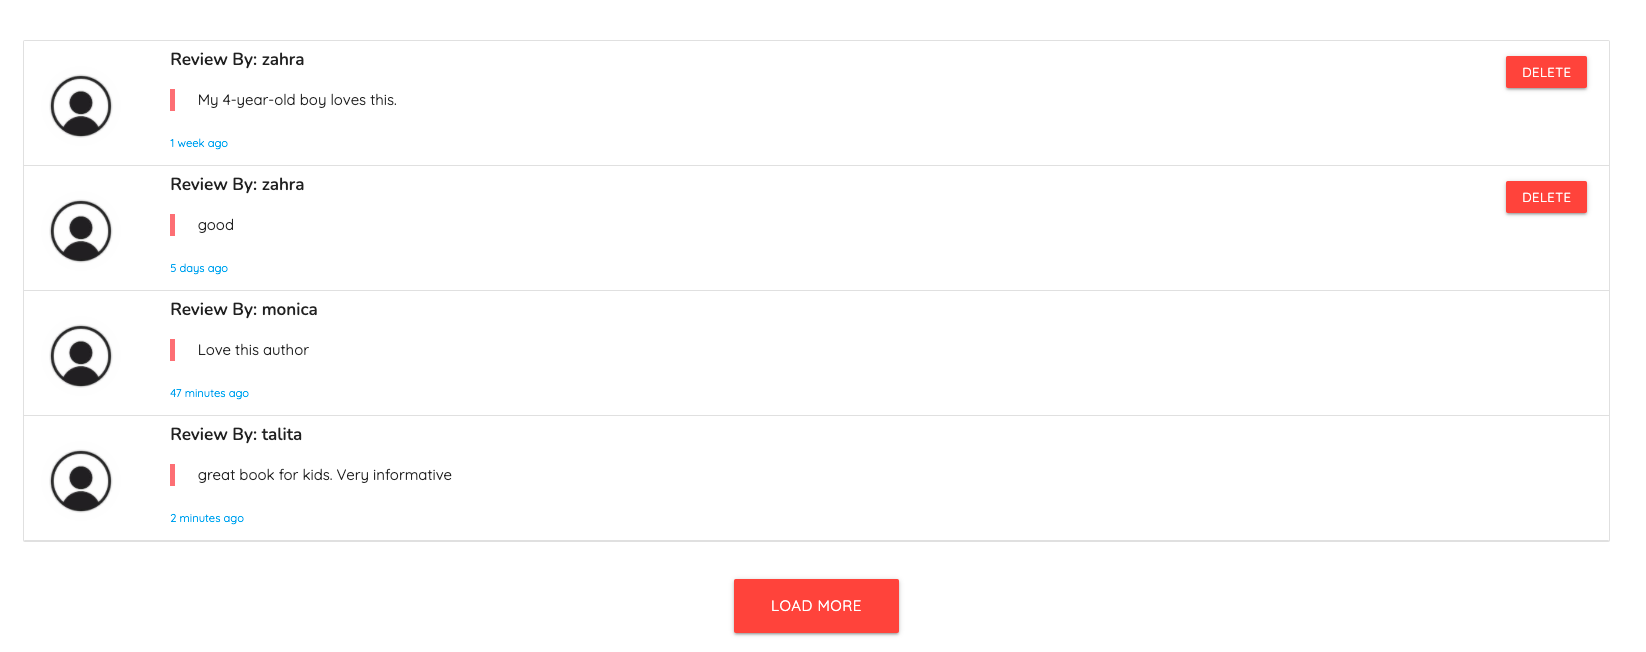 Review By: zahra
DELETE
My 4-year-old boy loves this.
1 week ago
Review By: zahra
DELETE
good
5 days ago
Review By: monica
Love this author
47 minutes ago
Review By: talita
great book for kids. Very informative
2 minutes ago
LOAD MORE